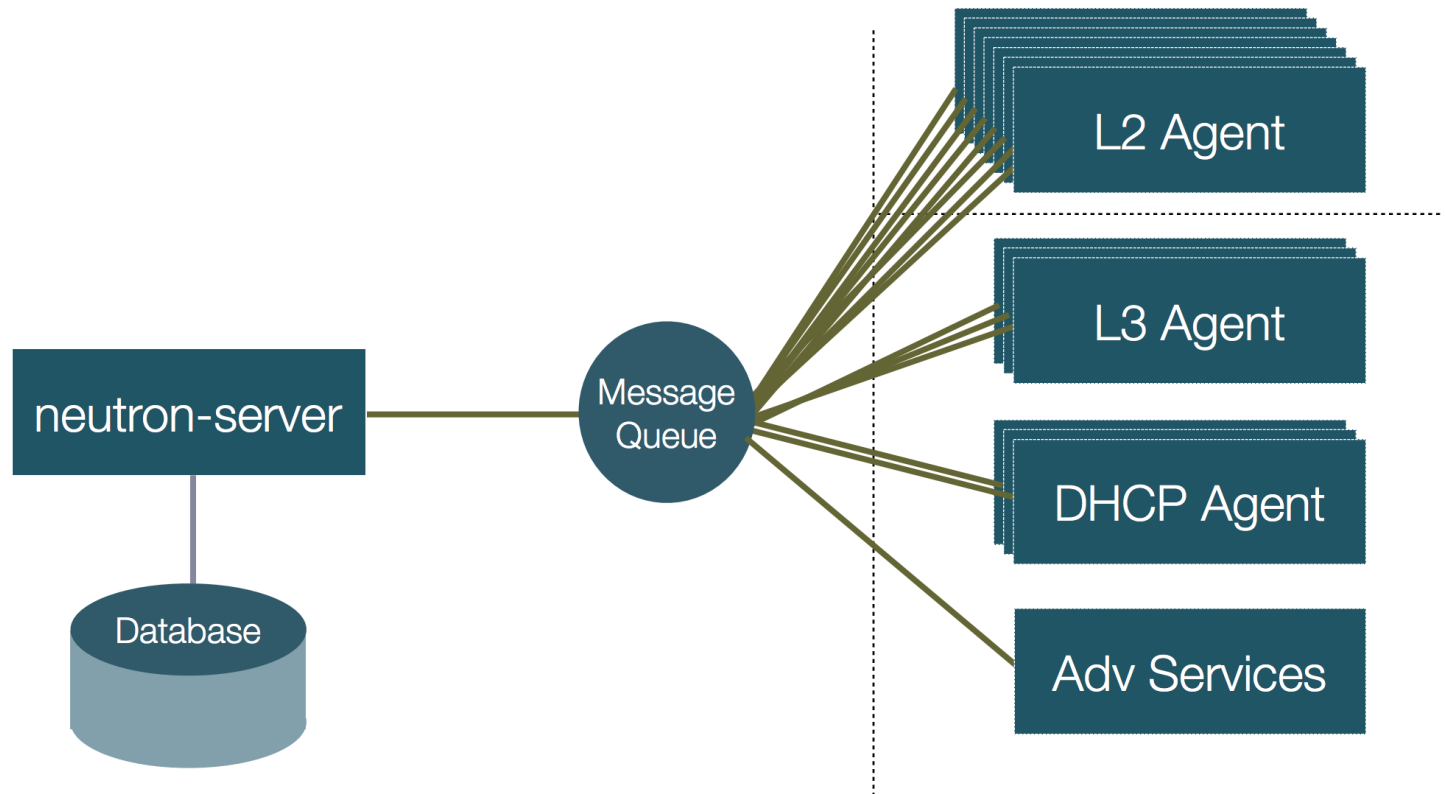 neutron-server
Database
Message
Queue
L2 Agent
L3 Agent
DHCP Agent
Adv Services